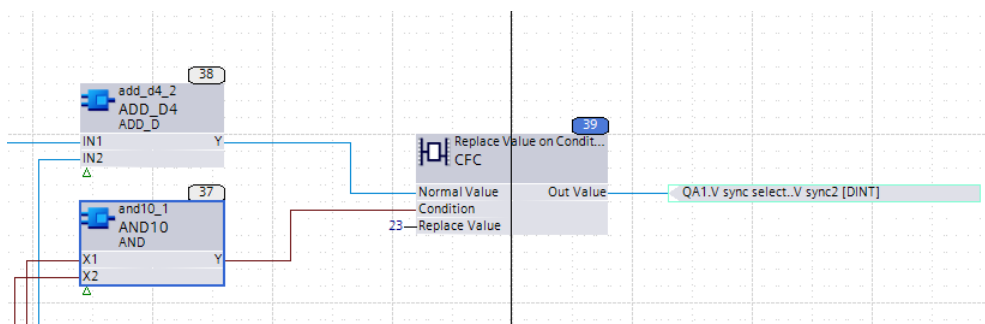 38
add_d4_2
ADD_D4
ADD_D
IN1 Y
IN2
37
and10_1
AND10
AND
X1 Y
X2
39
Replace Value on Condit...
CFC
Normal Value Out Value
Condition
23 Replace Value
QA1.V sync select..V sync2 [DINT]